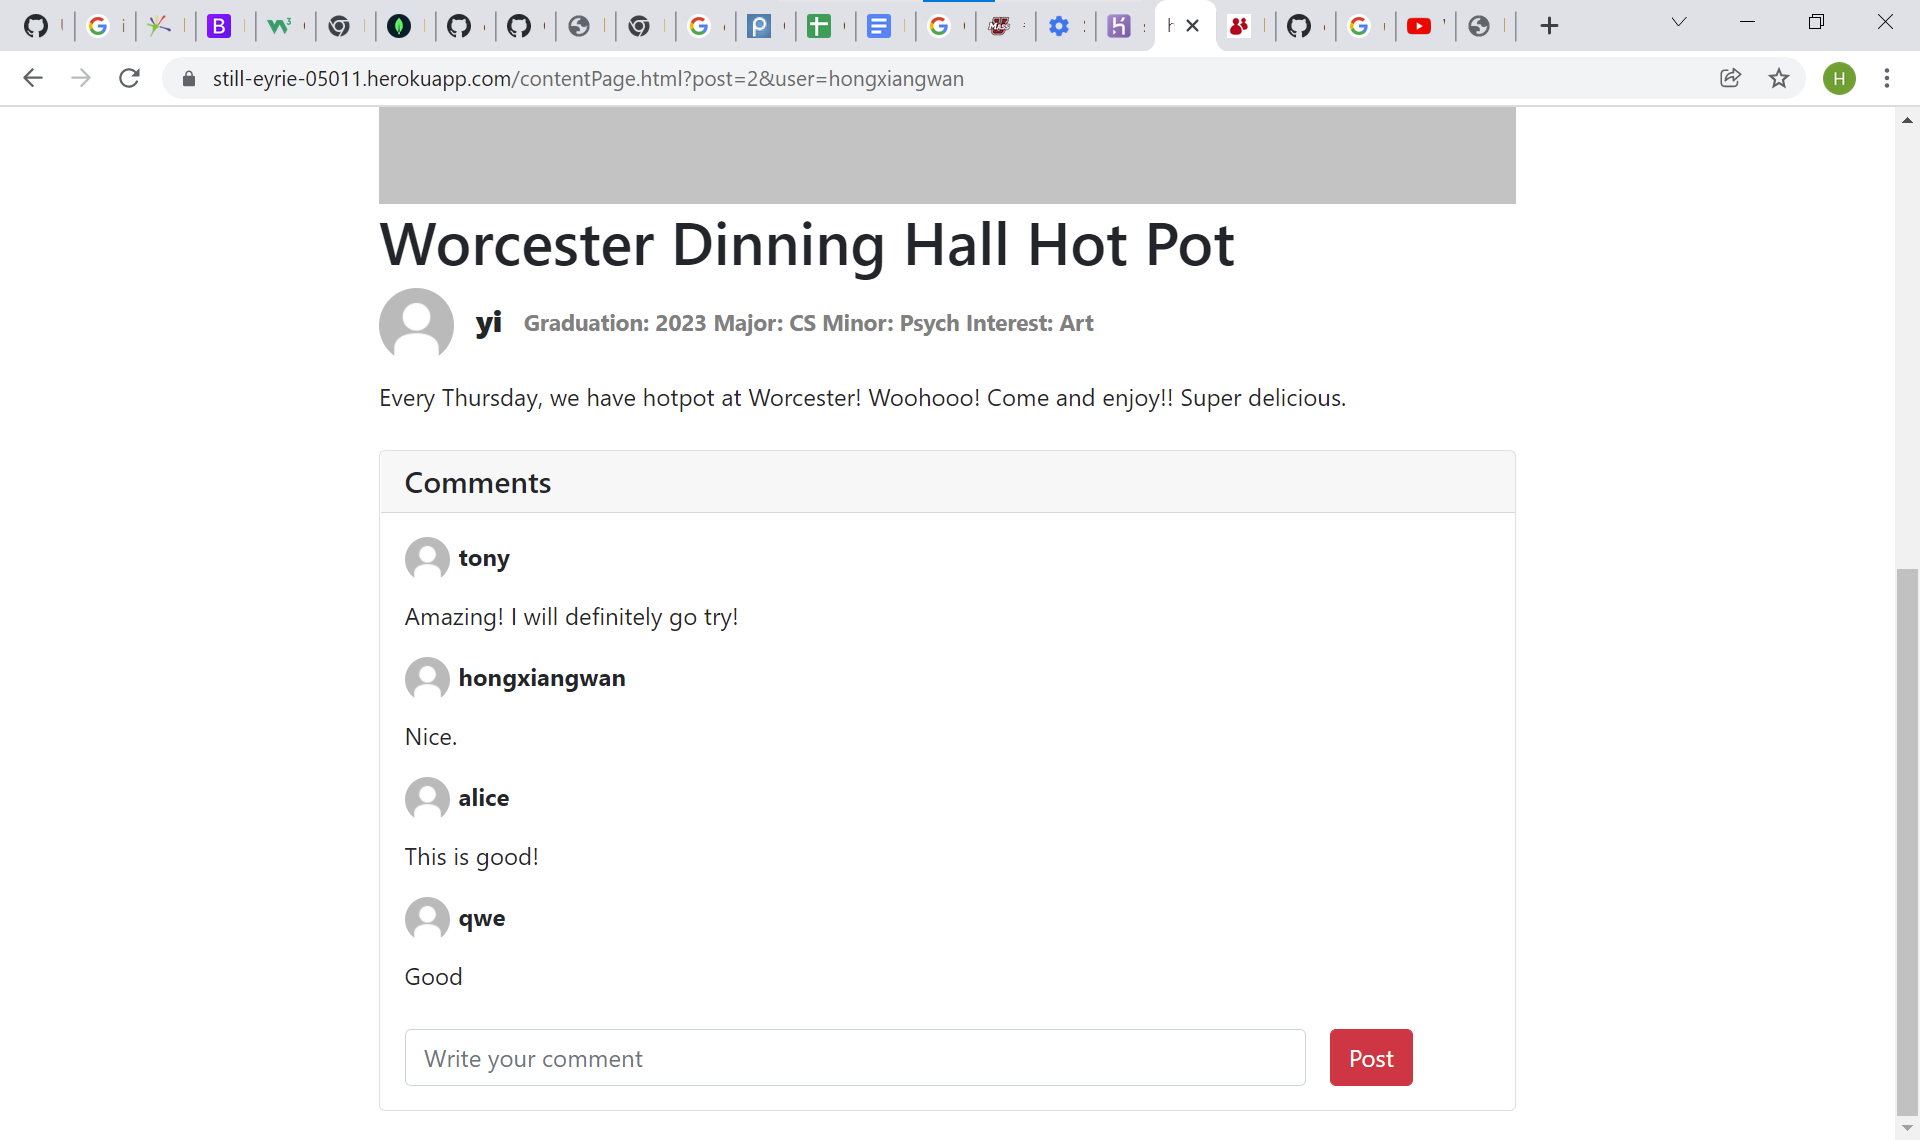 still-eyrie-05011.herokuapp.com/contentPage.html?post=2&user=hongxiangwan
H
Worcester Dinning Hall Hot Pot
yi Graduation: 2023 Major: CS Minor: Psych Interest: Art
Every Thursday, we have hotpot at Worcester! Woohooo! Come and enjoy!! Super delicious.
Comments
tony
Amazing! I will definitely go try!
hongxiangwan
Nice.
alice
This is good!
qwe
Good
Write your comment
Post